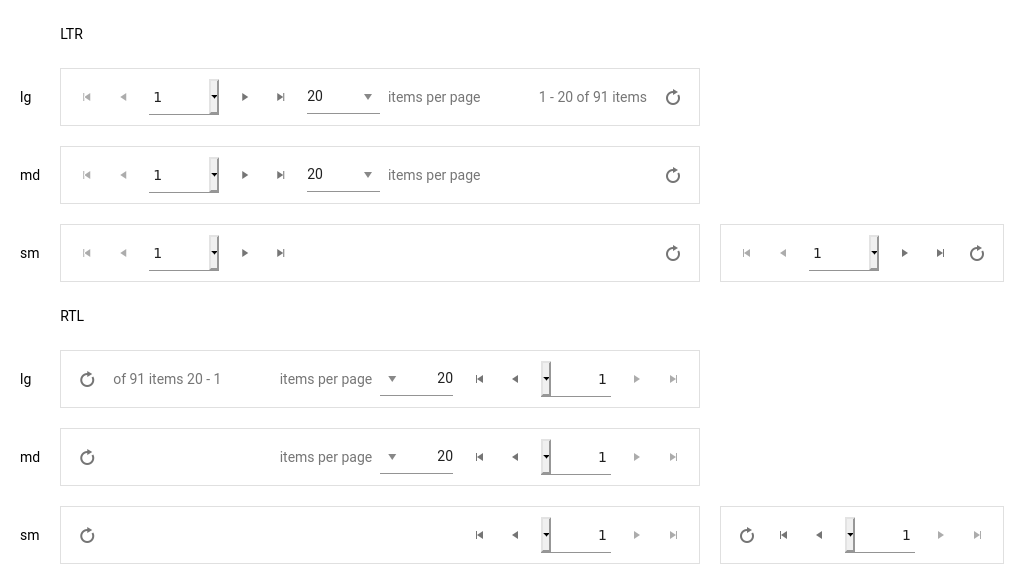 LTR
lg 1 20 items per page 1 - 20 of 91 items
md 1 20 items per page
sm 1 1
RTL
lg of 91 items 20 - 1 items per page 20 1
md items per page 20 1
sm 1 1